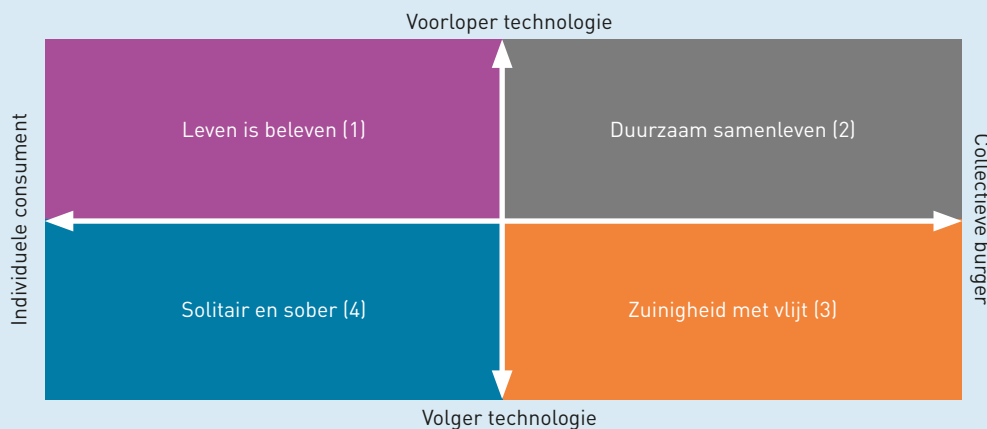 Voorloper technologie
Individuele consument
Leven is beleven (1)
Duurzaam samenleven (2)
Collectieve burger
Solitair en sober (4)
Zuinigheid met vlijt (3)
Volger technologie